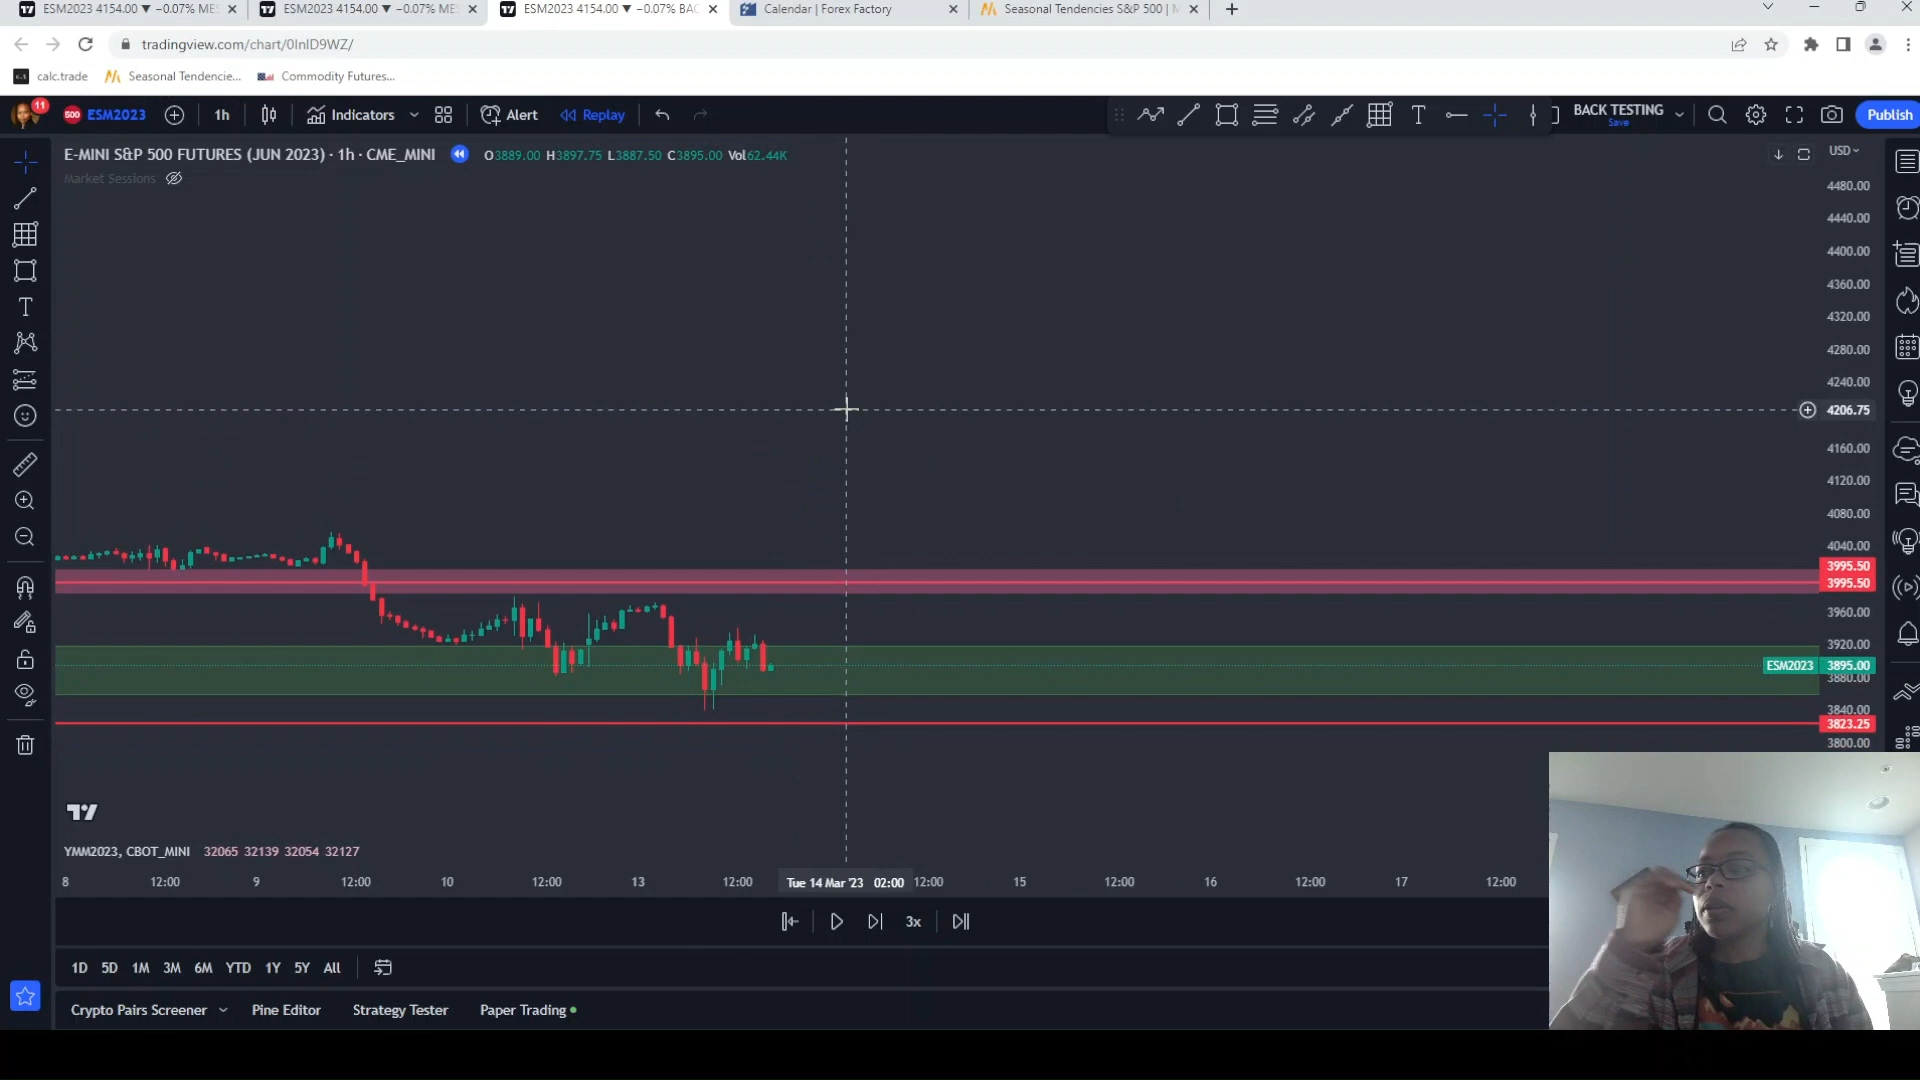 ESM2023 4154.00 ▼ −0.07% MES
ESM2023 4154.00 ▼ −0.07% MES
ESM2023 4154.00 ▼ −0.07% BAC
Calendar | Forex Factory
Seasonal Tendencies S&P 500 |
tradingview.com/chart/0InID9WZ/
calc.trade
Seasonal Tendencie...
Commodity Futures...
11
500
ESM2023
1h
Indicators
Alert
Replay
BACK TESTING
Save
Publish
E-MINI S&P 500 FUTURES (JUN 2023) · 1h · CME_MINI
O3889.00 H3897.75 L3887.50 C3895.00 Vol62.44K
USD
Market Sessions
4480.00
4440.00
4400.00
4360.00
4320.00
4280.00
4240.00
4206.75
4160.00
4120.00
4080.00
4040.00
3995.50
3995.50
3960.00
3920.00
ESM2023 3895.00
3880.00
3840.00
3823.25
3800.00
YMM2023, CBOT_MINI 32065 32139 32054 32127
8 12:00 9 12:00 10 12:00 13 12:00 Tue 14 Mar '23 02:00 12:00 15 12:00 16 12:00 17 12:00
3x
1D 5D 1M 3M 6M YTD 1Y 5Y All
Crypto Pairs Screener Pine Editor Strategy Tester Paper Trading